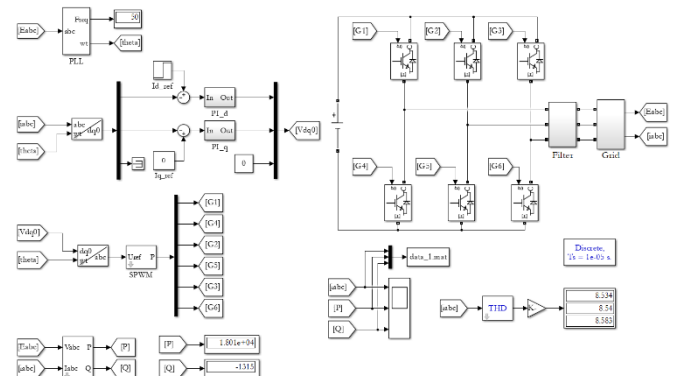 [Eabc]
abc
Freq
wt
PLL
50
[theta]
[iabc]
[theta]
abc
wt
dq0
Id_ref
In Out
PI_d
In Out
PI_q
0
Iq_ref
0
[Vdq0]
[Vdq0]
[theta]
dq0
wt
abc
Uref P
SPWM
[G1]
[G4]
[G2]
[G5]
[G3]
[G6]
[Eabc]
[iabc]
Vabc P
Iabc Q
[P]
[Q]
[P]
1.801e+04
[Q]
-1315
[G1]
[G2]
[G3]
+
[G4]
[G5]
[G6]
Filter
Grid
[Eabc]
[iabc]
data_1.mat
[iabc]
[P]
[Q]
Discrete,
Ts = 1e-05 s.
[iabc]
THD
K-
8.534
8.54
8.583